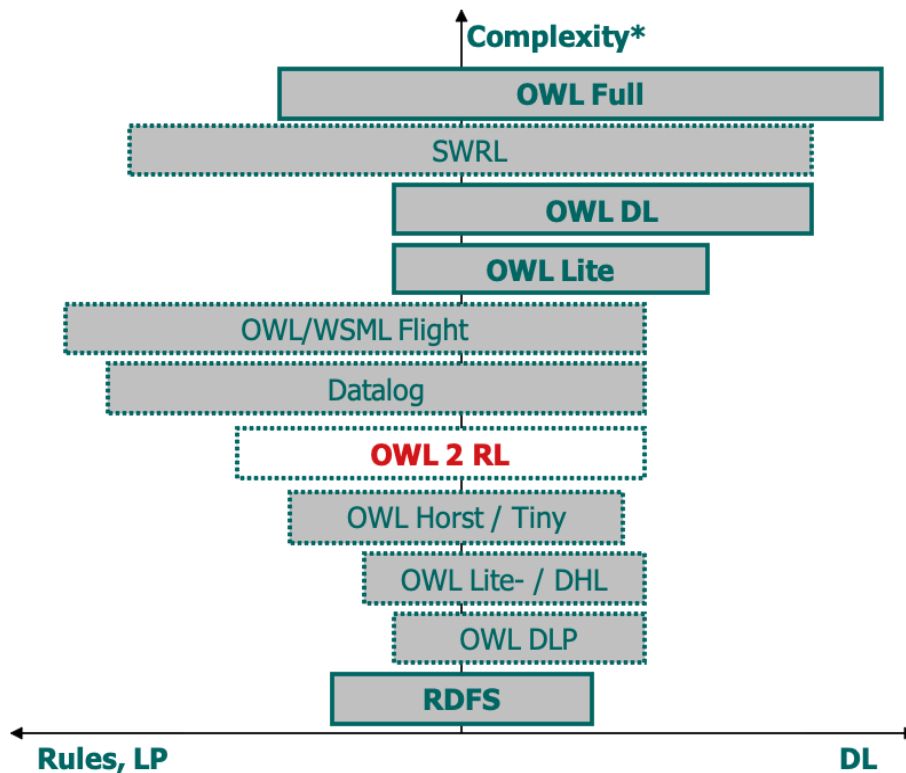 Complexity*
OWL Full
SWRL
OWL DL
OWL Lite
OWL/WSML Flight
Datalog
OWL 2 RL
OWL Horst / Tiny
OWL Lite- / DHL
OWL DLP
RDFS
Rules, LP
DL